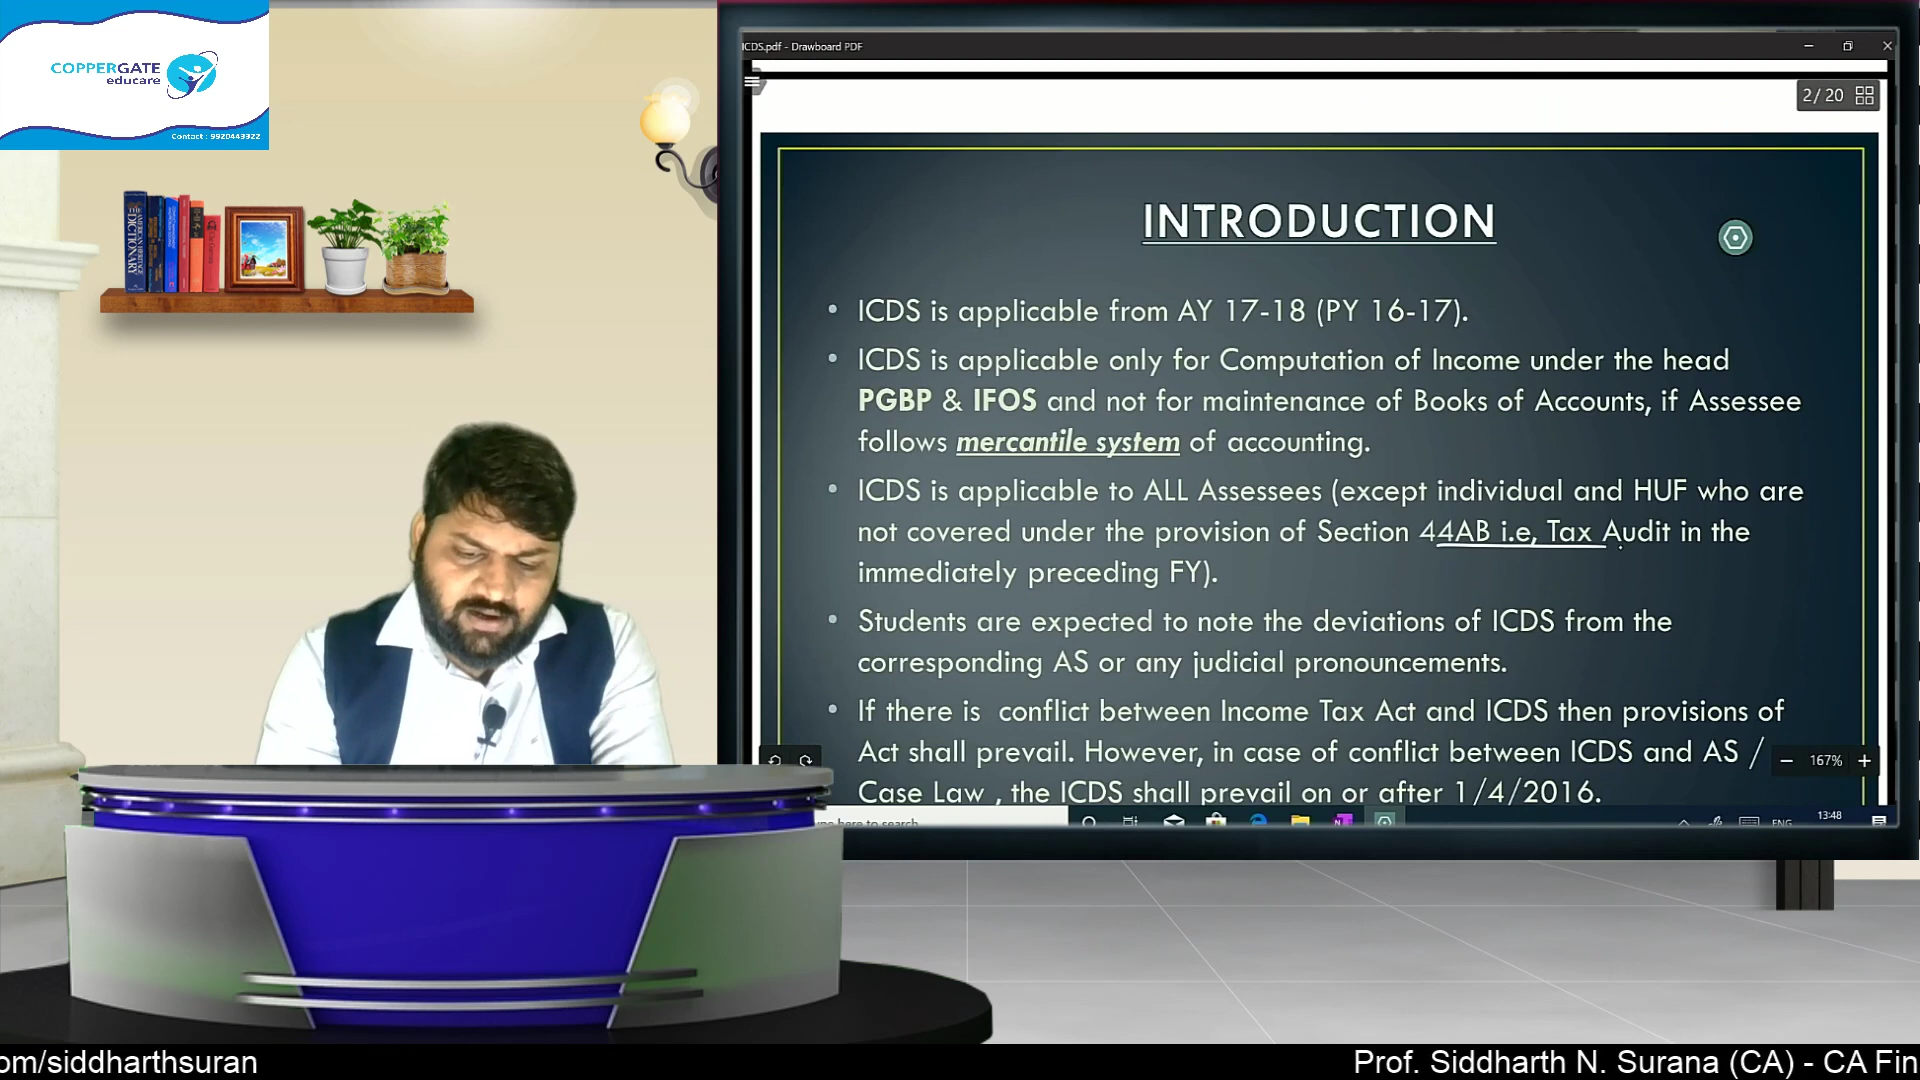 COPPERGATE
educare
Contact : 9920443322
THE
DICTIONARY
ICDS.pdf - Drawboard PDF
2/ 20
INTRODUCTION
• ICDS is applicable from AY 17-18 (PY 16-17).
• ICDS is applicable only for Computation of Income under the head
PGBP & IFOS and not for maintenance of Books of Accounts, if Assessee
follows mercantile system of accounting.
• ICDS is applicable to ALL Assessees (except individual and HUF who are
not covered under the provision of Section 44AB i.e, Tax Audit in the
immediately preceding FY).
• Students are expected to note the deviations of ICDS from the
corresponding AS or any judicial pronouncements.
• If there is conflict between Income Tax Act and ICDS then provisions of
Act shall prevail. However, in case of conflict between ICDS and AS /
Case Law , the ICDS shall prevail on or after 1/4/2016.
167%
here to search
ENG
13:48
om/siddharthsuran
Prof. Siddharth N. Surana (CA) - CA Fin